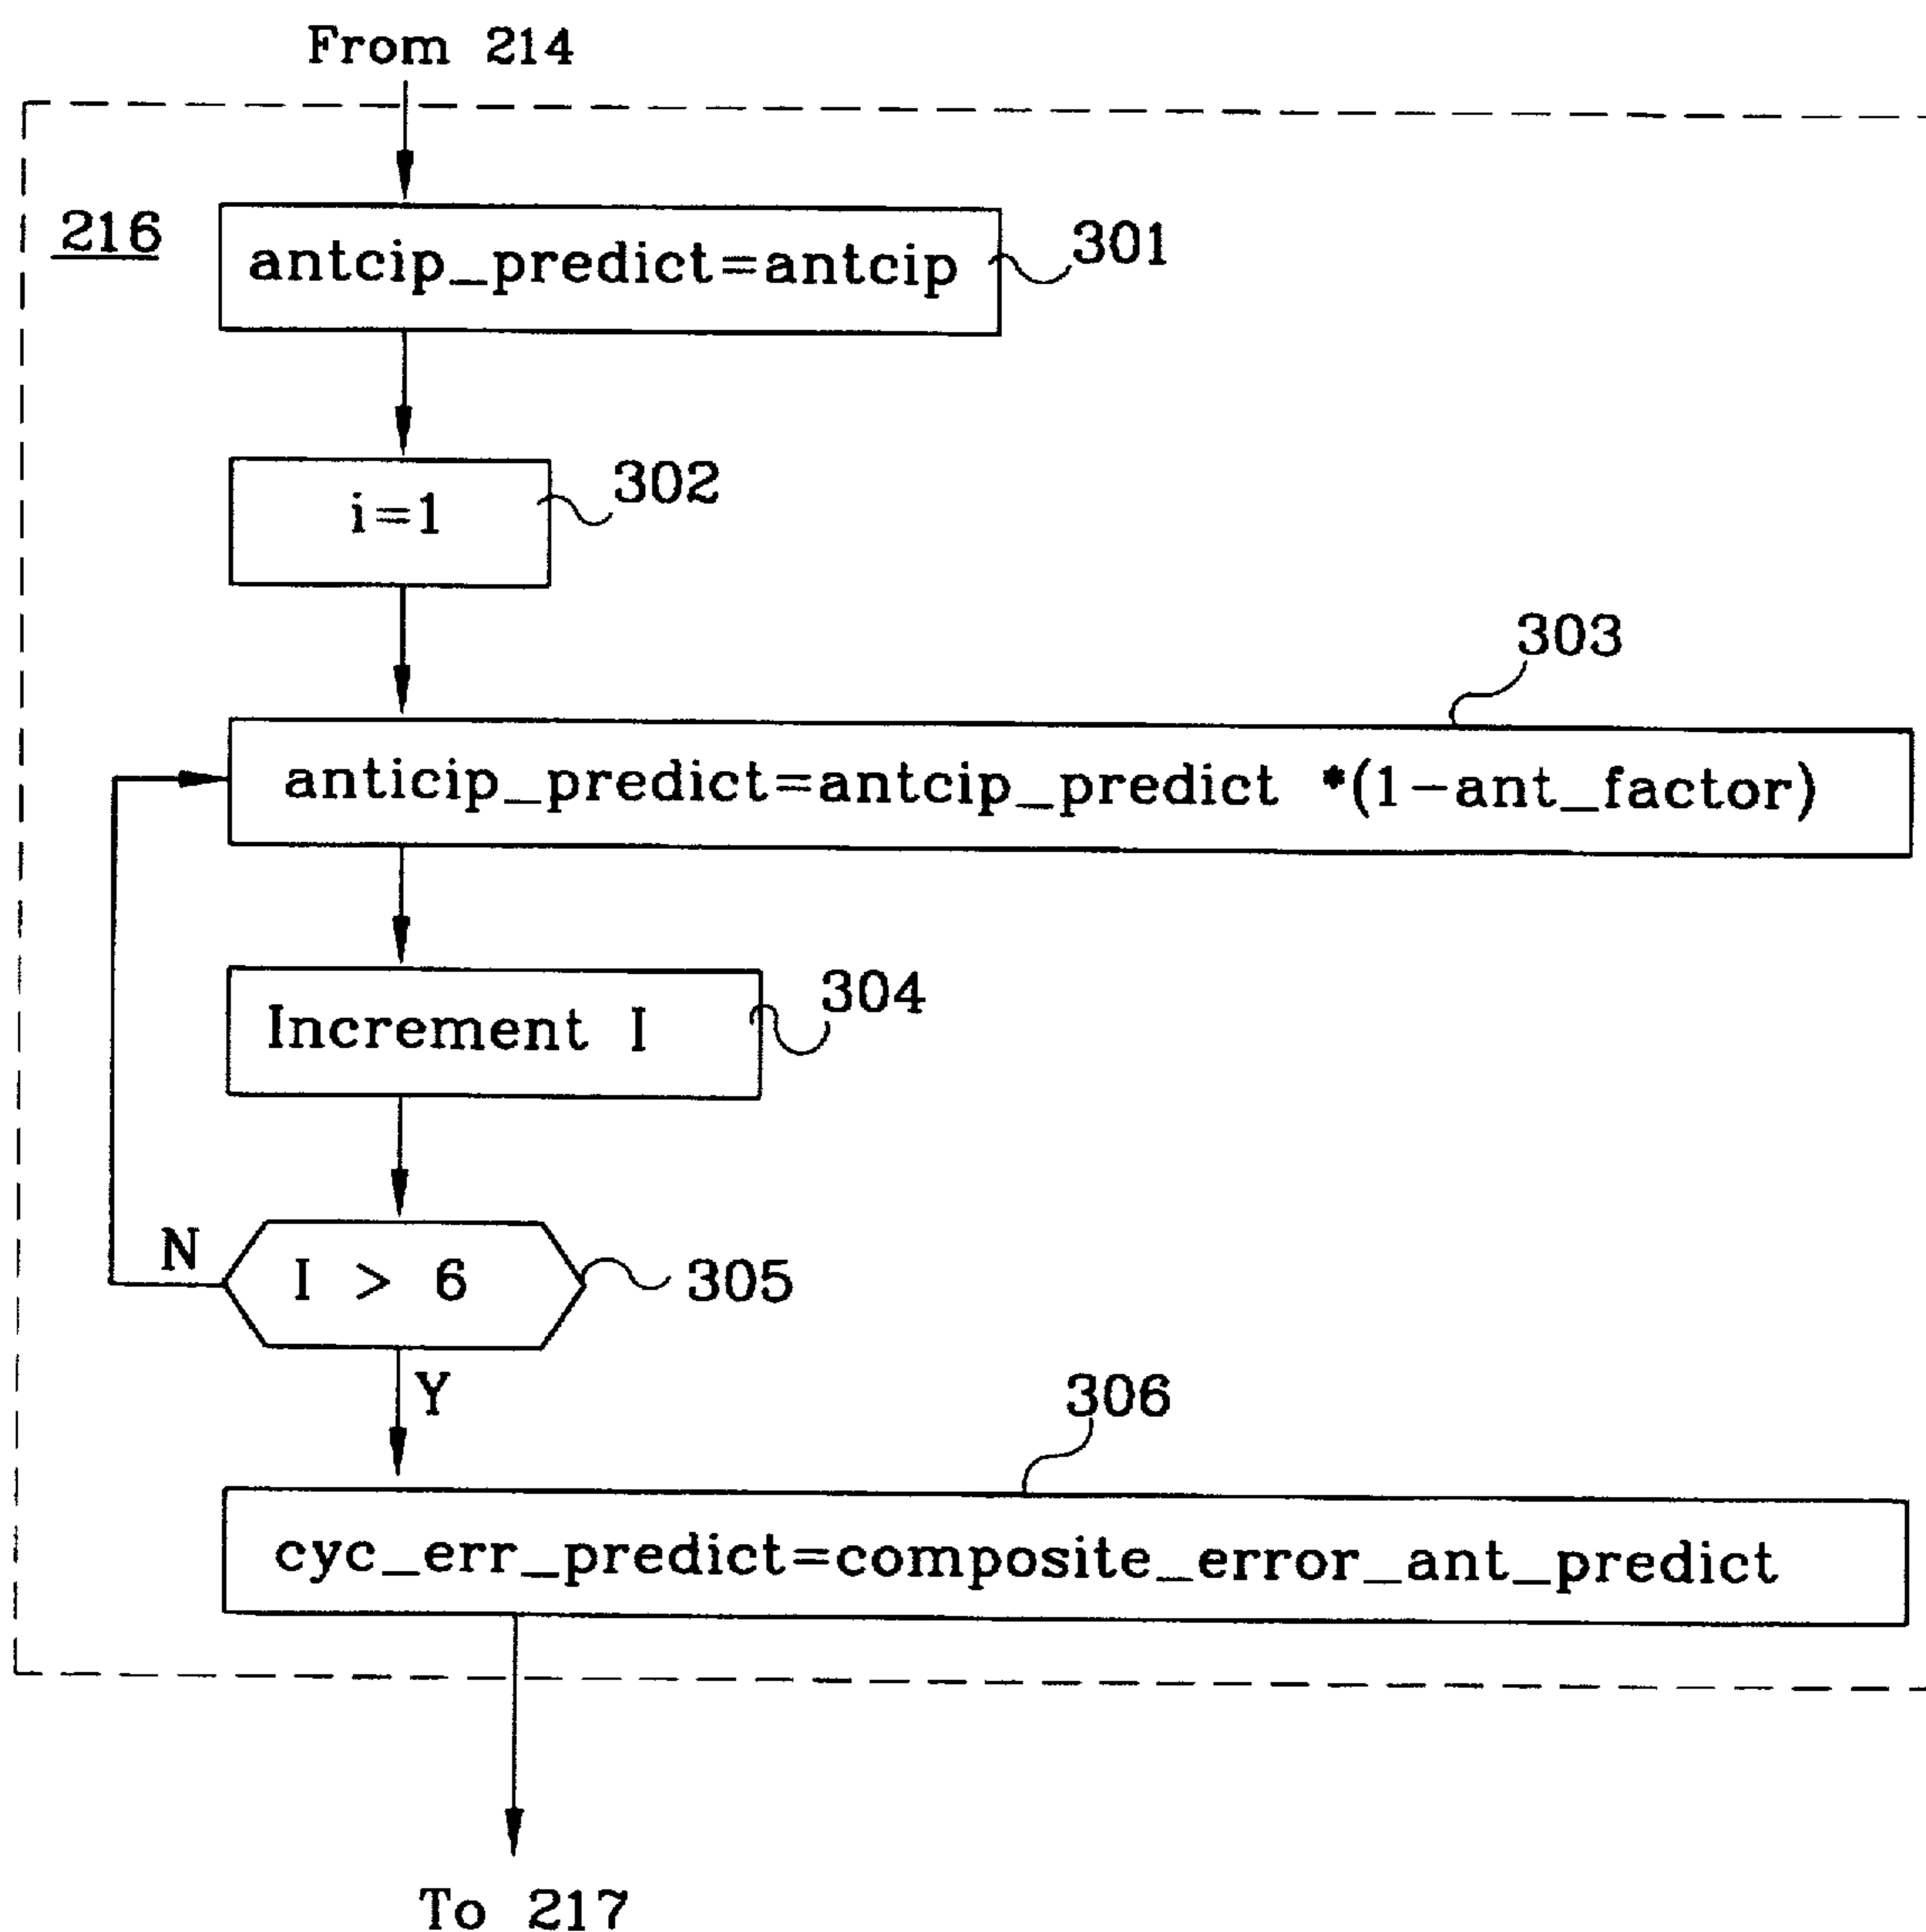 From 214
216
antcip_predict=antcip
301
i=1
302
303
anticip_predict=antcip_predict *(1-ant_factor)
Increment I
304
N
I > 6
305
Y
306
cyc_err_predict=composite_error_ant_predict
To 217